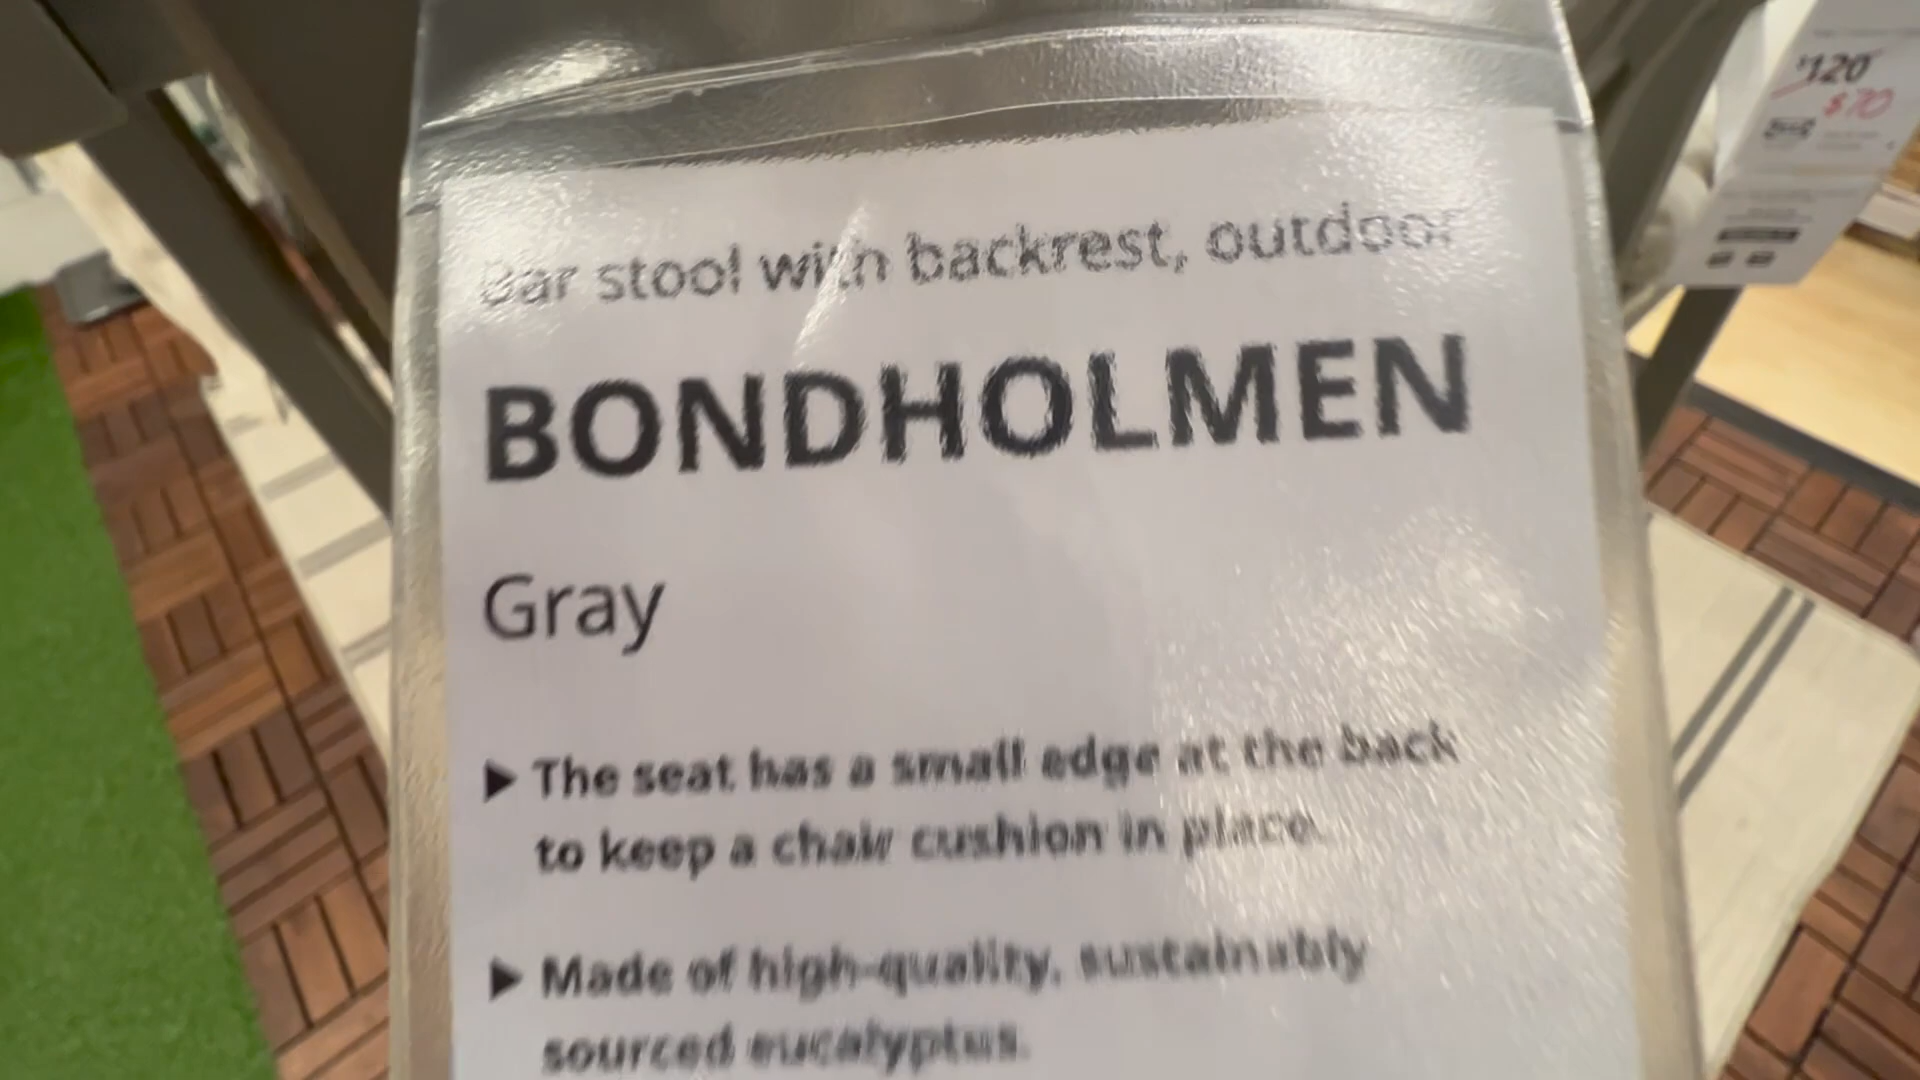 Bar stool with backrest, outdoor
BONDHOLMEN
Gray
▶ The seat has a small edge at the back
to keep a chair cushion in place.
▶ Made of high-quality, sustainably
sourced eucalyptus.
$120
$70